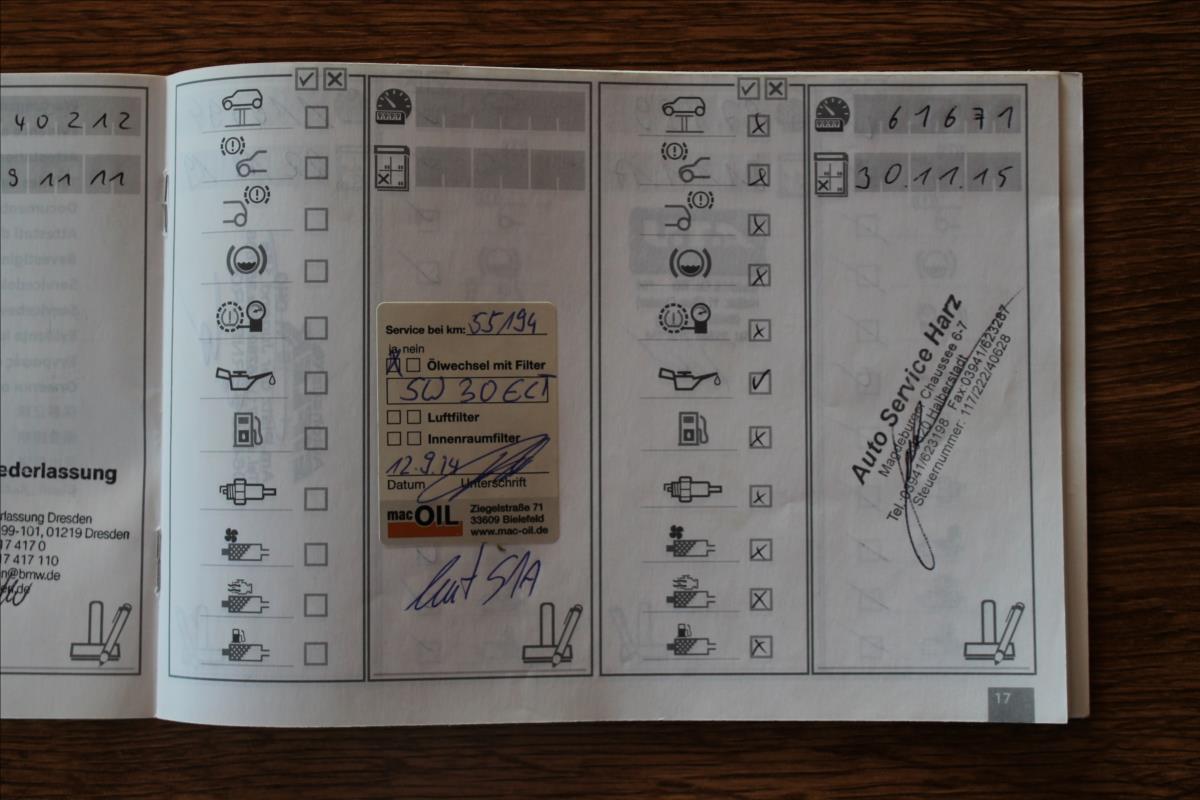 40212
9 11 11
ederlassung
rlassung Dresden
99-101, 01219 Dresden
17 417 0
17 417 110
n@bmw.de
Service bei km: 55194
ja nein
Ölwechsel mit Filter
5W 30 ECT
Luftfilter
Innenraumfilter
12.9.14
Datum Unterschrift
mac OIL
Ziegelstraße 71
33609 Bielefeld
www.mac-oil.de
61671
30.11.15
Auto Service Harz
Magdeburger Chaussee 6-7
Halberstadt
Tel.:03941/623198 Fax:03941/623287
Steuernummer: 117/222/40628
17